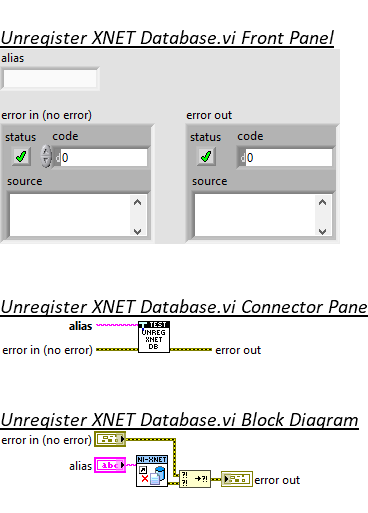 Unregister XNET Database.vi Front Panel
alias
error in (no error) error out
status code status code
d 0 d 0
source source
Unregister XNET Database.vi Connector Pane
alias
TEST
UNREG
XNET
DB
error in (no error) error out
Unregister XNET Database.vi Block Diagram
error in (no error)
NI-XNET
alias abc
?! ?! →?!
error out